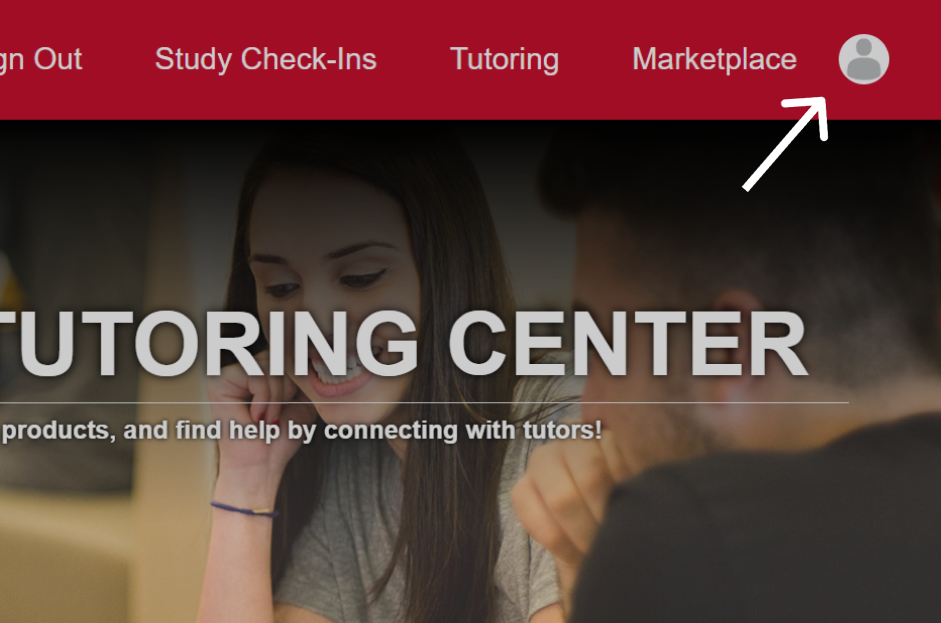 gn Out Study Check-Ins Tutoring Marketplace
TUTORING CENTER
products, and find help by connecting with tutors!